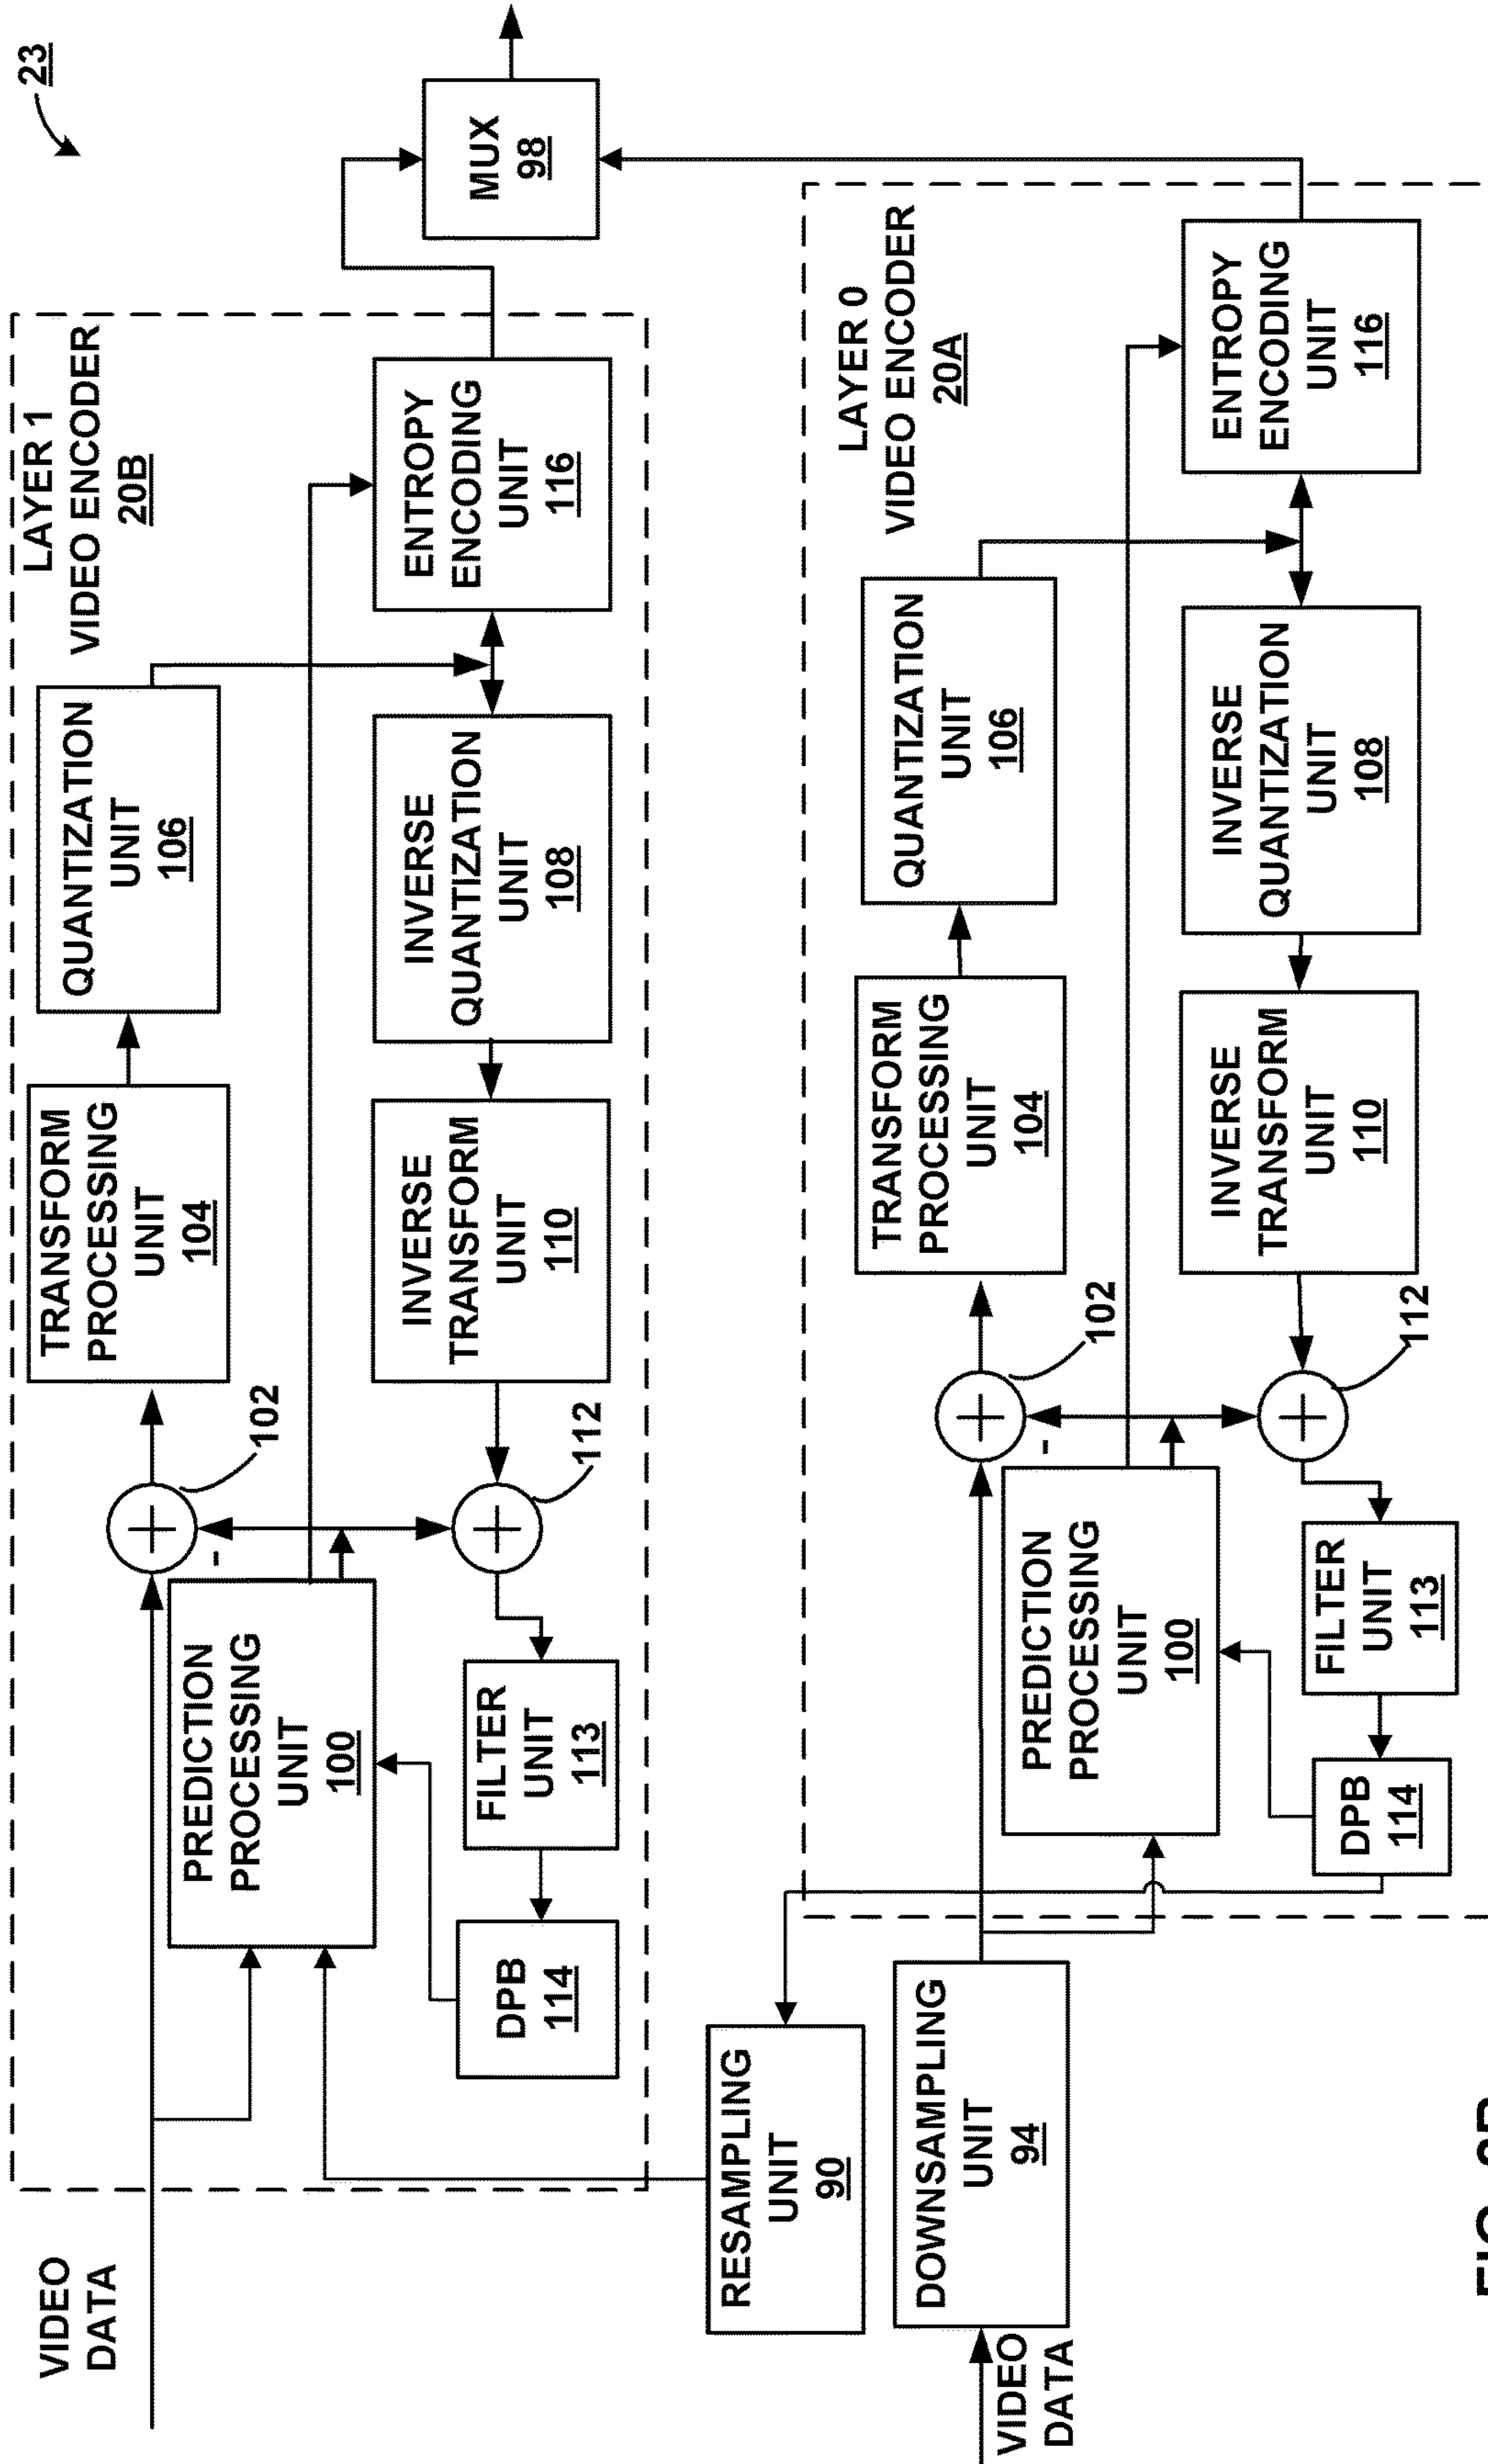 23
LAYER 1
VIDEO ENCODER
20B
VIDEO
DATA
102
TRANSFORM
PROCESSING
UNIT
104
QUANTIZATION
UNIT
106
-
PREDICTION
PROCESSING
UNIT
100
112
INVERSE
TRANSFORM
UNIT
110
INVERSE
QUANTIZATION
UNIT
108
ENTROPY
ENCODING
UNIT
116
FILTER
UNIT
113
DPB
114
MUX
98
RESAMPLING
UNIT
90
LAYER 0
VIDEO ENCODER
20A
DOWNSAMPLING
UNIT
94
VIDEO
DATA
102
TRANSFORM
PROCESSING
UNIT
104
QUANTIZATION
UNIT
106
-
PREDICTION
PROCESSING
UNIT
100
112
INVERSE
TRANSFORM
UNIT
110
INVERSE
QUANTIZATION
UNIT
108
ENTROPY
ENCODING
UNIT
116
FILTER
UNIT
113
DPB
114